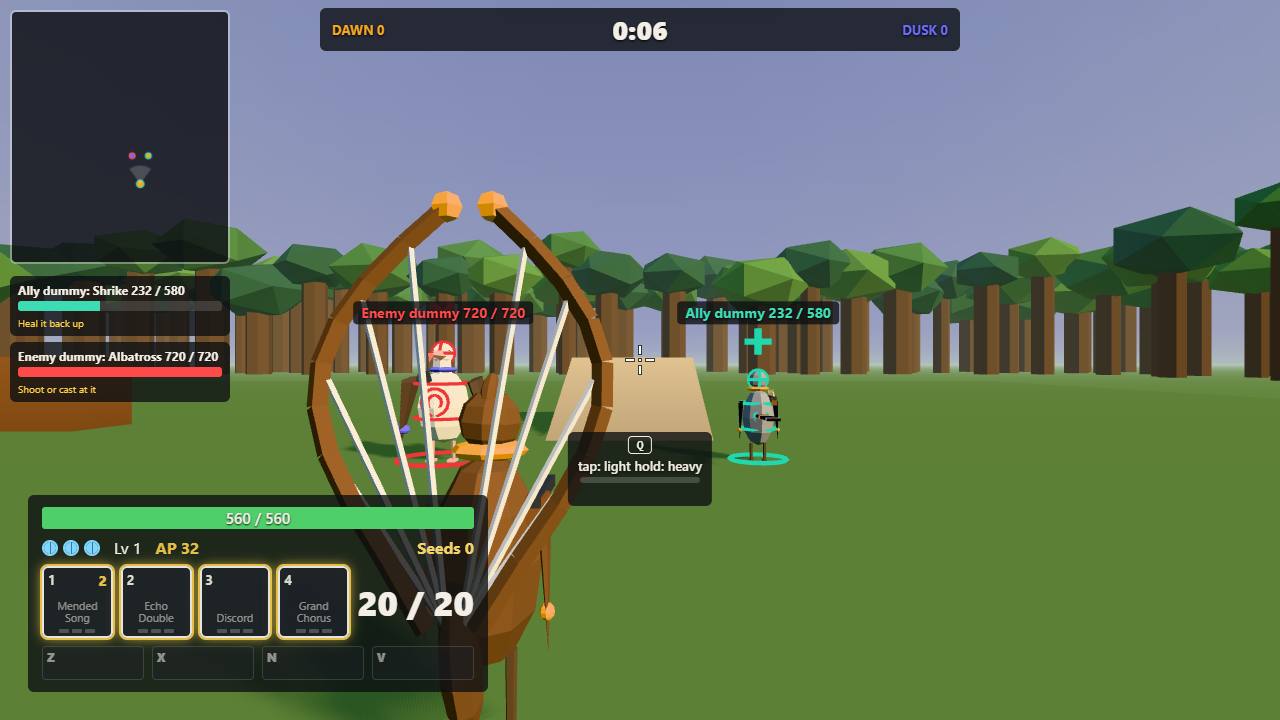 DAWN 0
0:06
DUSK 0
Ally dummy: Shrike 232 / 580
Heal it back up
Enemy dummy: Albatross 720 / 720
Shoot or cast at it
Enemy dummy 720 / 720
Ally dummy 232 / 580
Q
tap: light hold: heavy
560 / 560
Lv 1
AP 32
Seeds 0
1
2
Mended
Song
2
Echo
Double
3
Discord
4
Grand
Chorus
20 / 20
Z
X
N
V